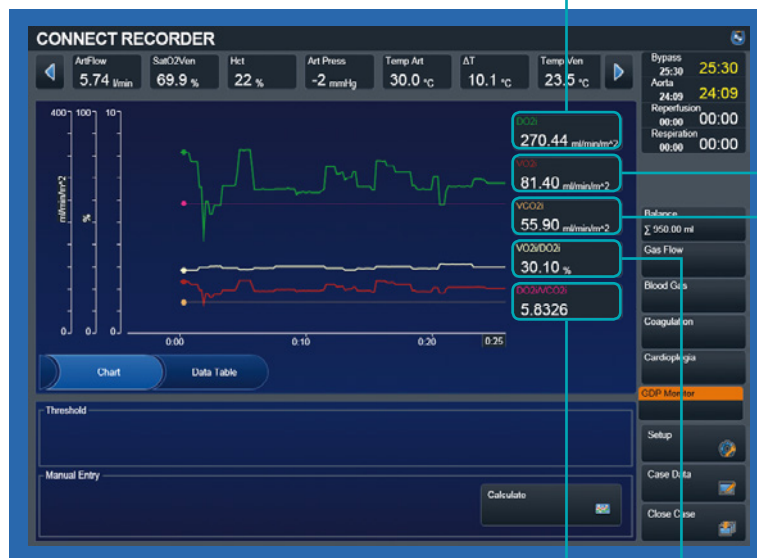 CONNECT RECORDER
ArtFlow
5.74 l/min
SatO2Ven
69.9 %
Hct
22 %
Art Press
-2 mmHg
Temp Art
30.0 °C
ΔT
10.1 °C
Temp Ven
23.5 °C
Bypass
25:30 25:30
Aorta
24:09 24:09
Reperfusion
00:00 00:00
Respiration
00:00 00:00
400 100 10
ml/min/m^2
%
0 0 0
0:00 0:10 0:20 0:25
DO2i
270.44 ml/min/m^2
VO2i
81.40 ml/min/m^2
VCO2i
55.90 ml/min/m^2
VO2i/DO2i
30.10 %
DO2i/VCO2i
5.8326
Chart
Data Table
Threshold
Manual Entry
Calculate
Balance
∑ 950.00 ml
Gas Flow
Blood Gas
Coagulation
Cardioplegia
GDP Monitor
Setup
Case Data
Close Case